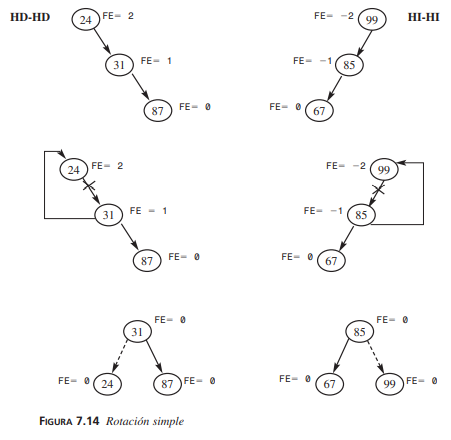 HD-HD 24 FE= 2 FE= -2 99 HI-HI
31 FE= 1 FE= -1 85
87 FE= 0 FE= 0 67
24 FE= 2 FE= -2 99
31 FE = 1 FE= -1 85
87 FE= 0 FE= 0 67
FE= 0 FE= 0
31 85
FE= 0 24 87 FE= 0 FE= 0 67 99 FE= 0
FIGURA 7.14 Rotación simple